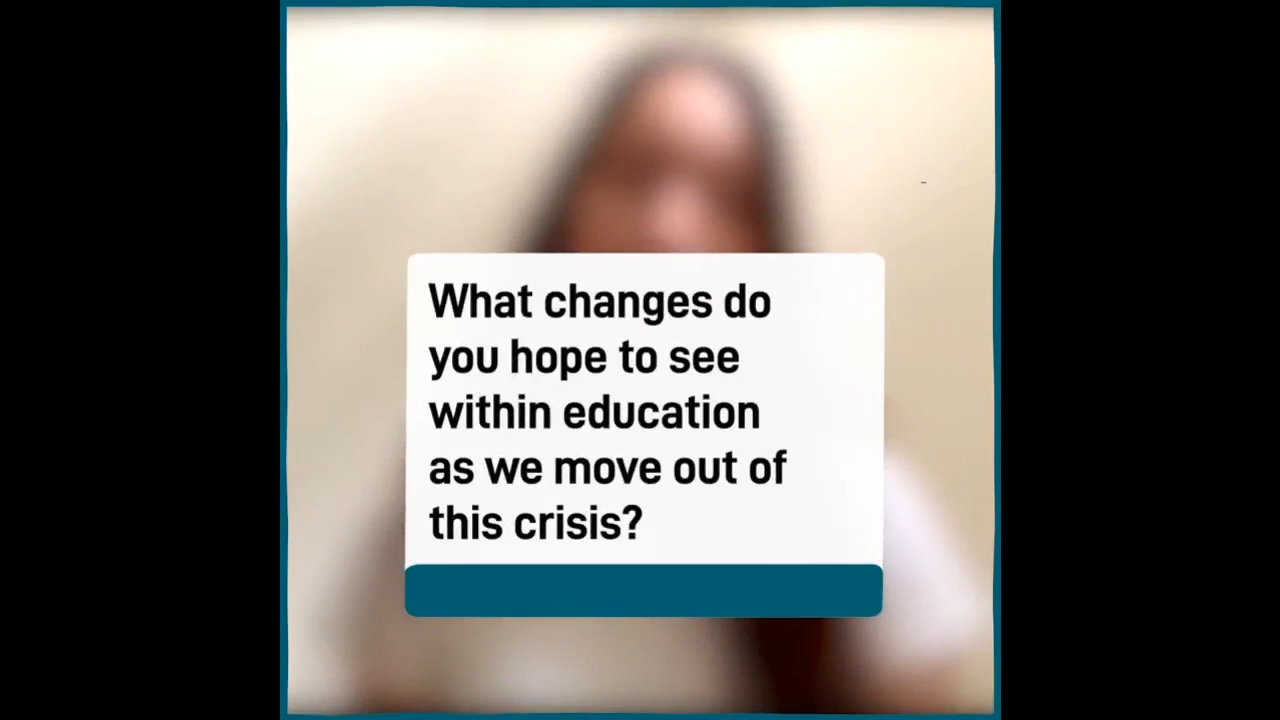 What changes do
you hope to see
within education
as we move out of
this crisis?